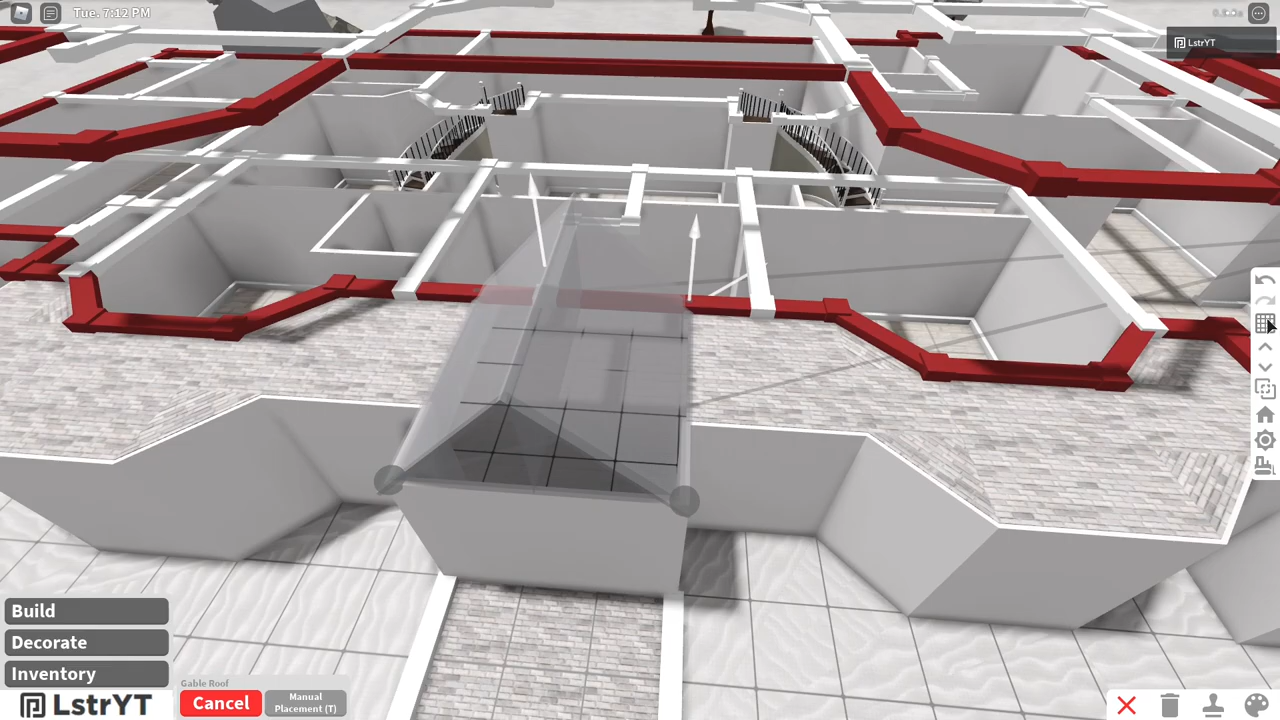 Tue. 7:12 PM
LstrYT
Build
Decorate
Inventory
LstrYT
Gable Roof
Cancel
Manual
Placement (T)